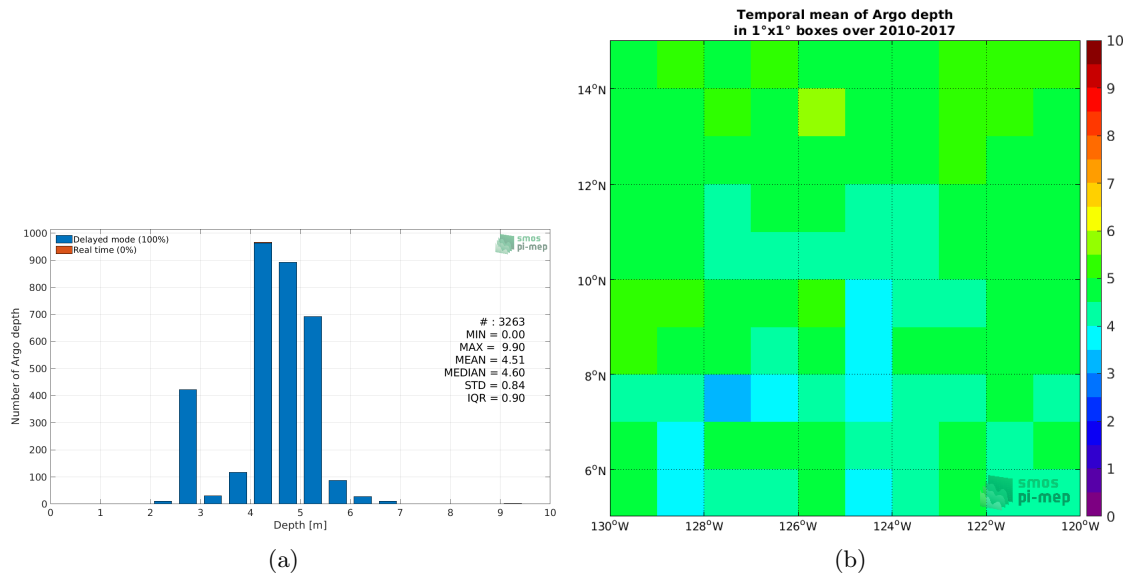 1000
900
800
700
600
500
400
300
200
100
0
Number of Argo depth
Delayed mode (100%)
Real time (0%)
smos
pi-mep
# : 3263
MIN = 0.00
MAX = 9.90
MEAN = 4.51
MEDIAN = 4.60
STD = 0.84
IQR = 0.90
0 1 2 3 4 5 6 7 8 9 10
Depth [m]
(a)
Temporal mean of Argo depth
in 1°x1° boxes over 2010-2017
14°N
12°N
10°N
8°N
6°N
130°W 128°W 126°W 124°W 122°W 120°W
smos
pi-mep
10
9
8
7
6
5
4
3
2
1
0
(b)